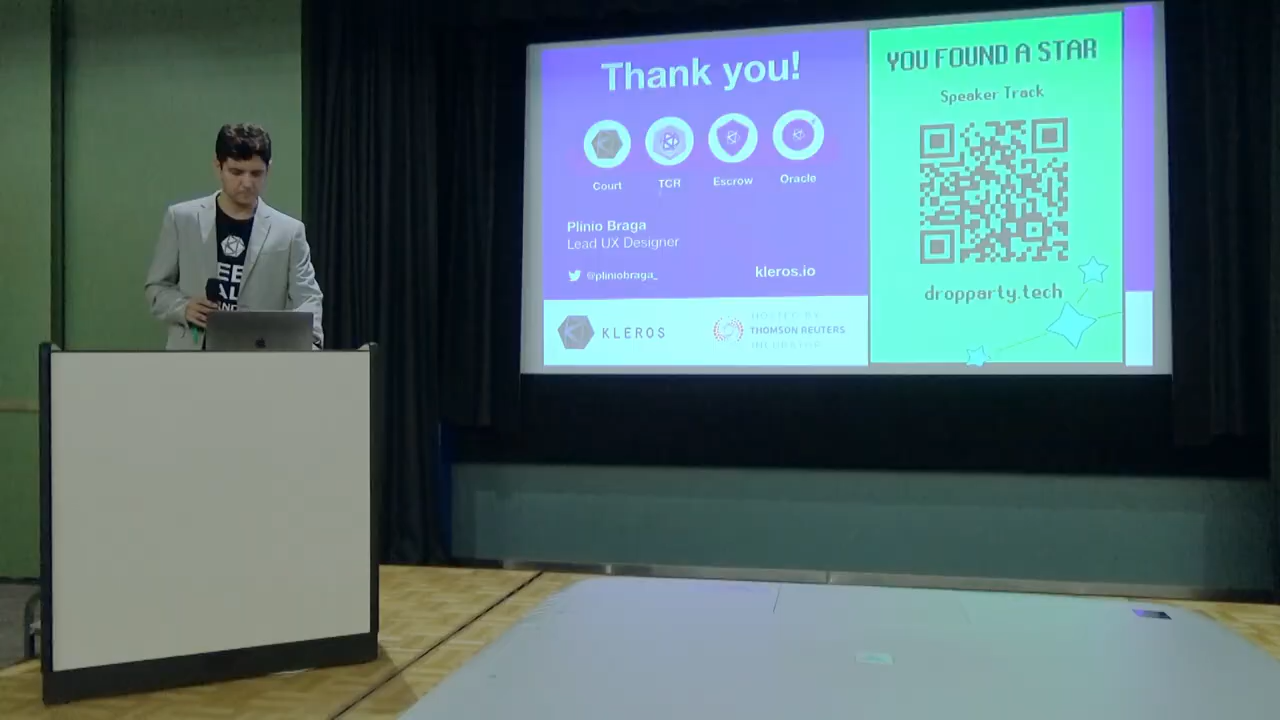 Thank you!
Court
TCR
Escrow
Oracle
Plinio Braga
Lead UX Designer
@pliniobraga_
kleros.io
KLEROS
HOSTED BY
THOMSON REUTERS
INCUBATOR
YOU FOUND A STAR
Speaker Track
dropparty.tech